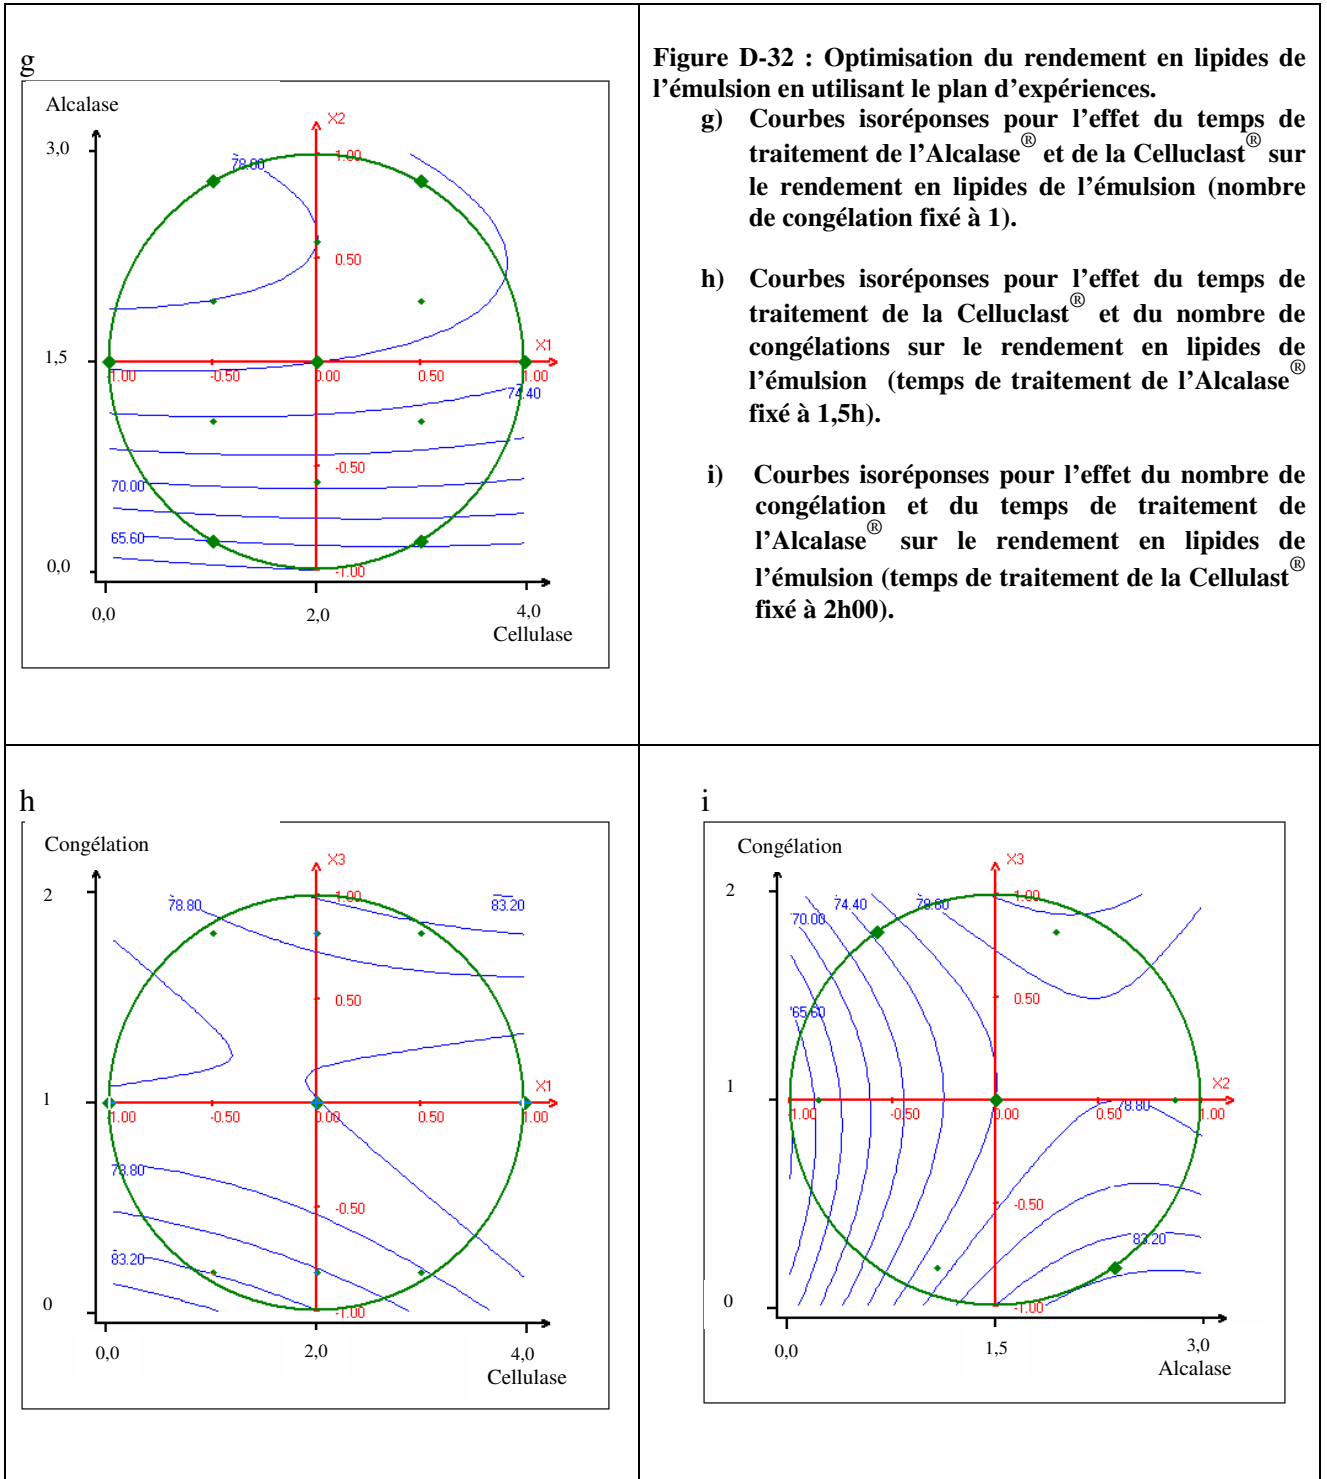 g
Alcalase
X2
3,0
78.80
1.00
0.50
X1
1,5
-1.00
-0.50
0.00
0.50
1.00
74.40
-0.50
70.00
65.60
0,0
-1.00
0,0
2,0
4,0
Cellulase
Figure D-32 : Optimisation du rendement en lipides de
l’émulsion en utilisant le plan d’expériences.
g) Courbes isoréponses pour l’effet du temps de
traitement de l’Alcalase® et de la Celluclast® sur
le rendement en lipides de l’émulsion (nombre
de congélation fixé à 1).
h) Courbes isoréponses pour l’effet du temps de
traitement de la Celluclast® et du nombre de
congélations sur le rendement en lipides de
l’émulsion (temps de traitement de l’Alcalase®
fixé à 1,5h).
i) Courbes isoréponses pour l’effet du nombre de
congélation et du temps de traitement de
l’Alcalase® sur le rendement en lipides de
l’émulsion (temps de traitement de la Cellulast®
fixé à 2h00).
h
Congélation
X3
2
78.80
1.00
83.20
0.50
X1
1
-1.00
-0.50
0.00
0.50
1.00
78.80
-0.50
83.20
0
-1.00
0,0
2,0
4,0
Cellulase
i
Congélation
X3
2
70.00
74.40
78.80
1.00
0.50
65.60
X2
1
-1.00
-0.50
0.00
0.50
78.80
1.00
-0.50
83.20
0
-1.00
0,0
1,5
3,0
Alcalase